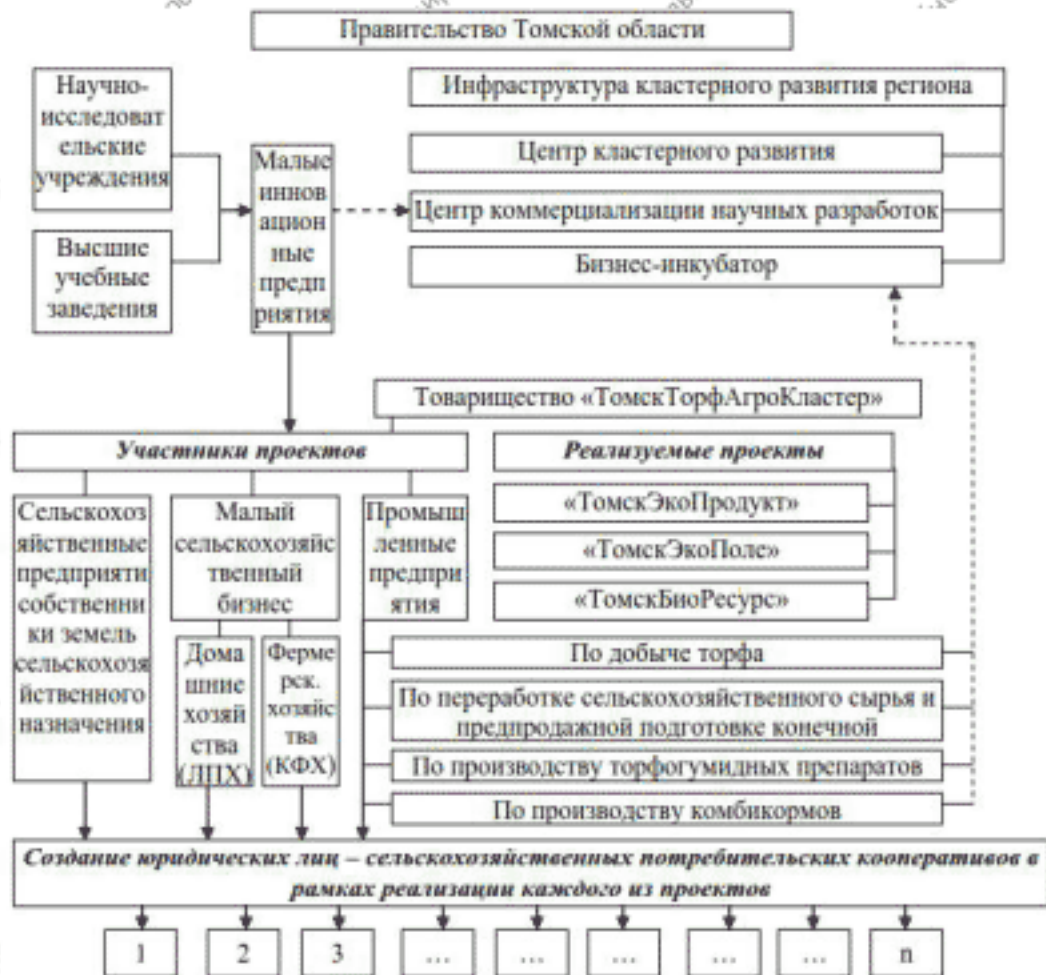 Правительство Томской области
Научно-
исследоват
ельские
учреждения
Высшие
учебные
заведения
Малые
иннов
ацион
ные
предп
риятия
Инфраструктура кластерного развития региона
Центр кластерного развития
Центр коммерциализации научных разработок
Бизнес-инкубатор
Товарищество «ТомскТорфАгроКластер»
Участники проектов
Реализуемые проекты
«ТомскЭкоПродукт»
«ТомскЭкоПоле»
«ТомскБиоРесурс»
Сельскохоз
яйственные
предприяти
собственни
ки земель
сельскохозя
йственного
назначения
Малый
сельскохозяйс
твенный
бизнес
Дома
шние
хозяй
ства
(ЛПХ)
Ферме
рск.
хозяйс
тва
(КФХ)
Промыш
ленные
предпри
ятия
По добыче торфа
По переработке сельскохозяйственного сырья и
предпродажной подготовке конечной
По производству торфогумидных препаратов
По производству комбикормов
Создание юридических лиц – сельскохозяйственных потребительских кооперативов в
рамках реализации каждого из проектов
1 2 3 … … … … … n